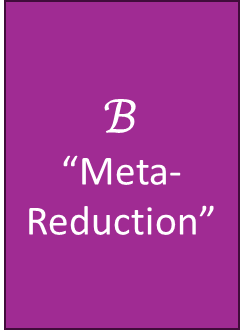 ℬ
“Meta-
Reduction”